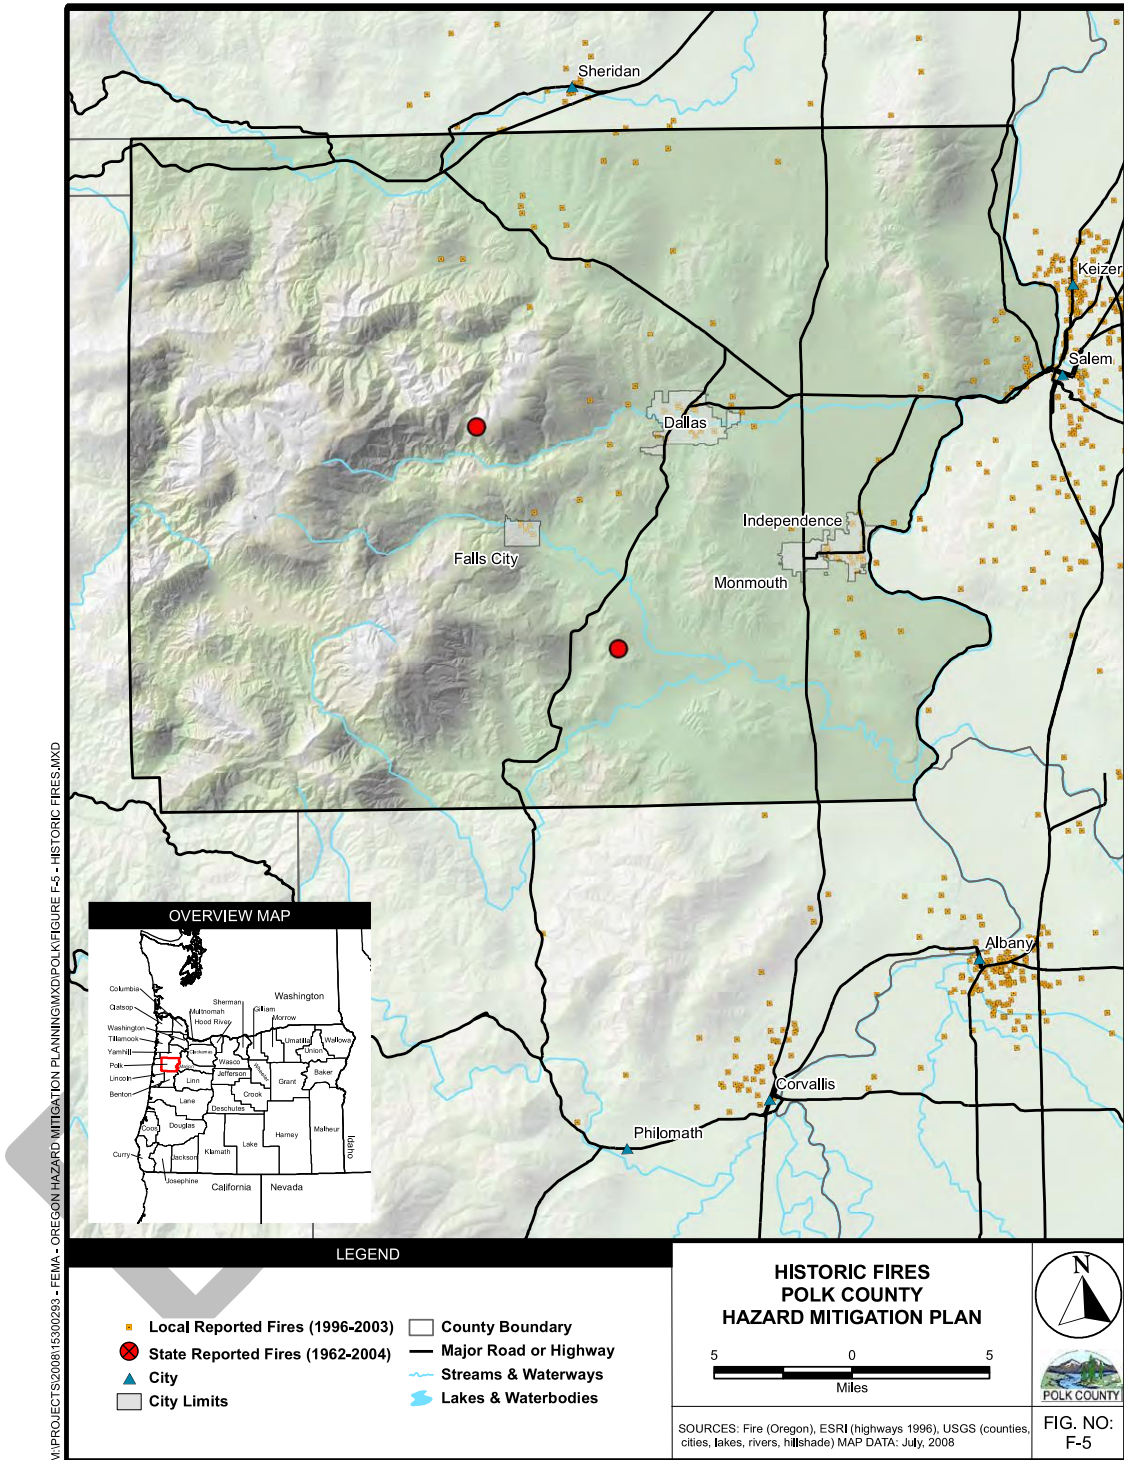 Sheridan
Keizer
Salem
Dallas
Independence
Falls City
Monmouth
Albany
Corvallis
Philomath
OVERVIEW MAP
Columbia
Clatsop
Washington
Tillamook
Yamhill
Polk
Lincoln
Benton
Multnomah
Hood River
Sherman
Gilliam
Morrow
Washington
Umatilla
Wallowa
Union
Clackamas
Wasco
Wheeler
Baker
Marion
Jefferson
Linn
Grant
Crook
Lane
Deschutes
Coos
Douglas
Malheur
Harney
Lake
Idaho
Curry
Jackson
Klamath
Josephine
California
Nevada
LEGEND
Local Reported Fires (1996-2003)
State Reported Fires (1962-2004)
City
City Limits
County Boundary
Major Road or Highway
Streams & Waterways
Lakes & Waterbodies
HISTORIC FIRES
POLK COUNTY
HAZARD MITIGATION PLAN
5 0 5
Miles
SOURCES: Fire (Oregon), ESRI (highways 1996), USGS (counties,
cities, lakes, rivers, hillshade) MAP DATA: July, 2008
N
POLK COUNTY
FIG. NO:
F-5
M:\PROJECTS\2008\15300293 - FEMA - OREGON HAZARD MITIGATION PLANNING\MXD\POLK\FIGURE F-5 - HISTORIC FIRES.MXD